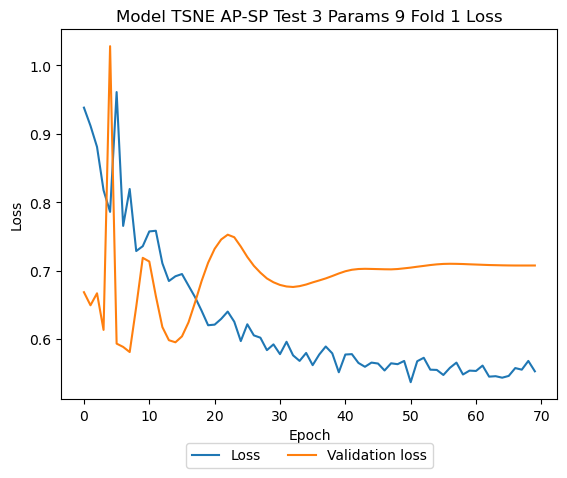 Model TSNE AP-SP Test 3 Params 9 Fold 1 Loss
1.0
0.9
0.8
0.7
0.6
Loss
0 10 20 30 40 50 60 70
Epoch
Loss Validation loss